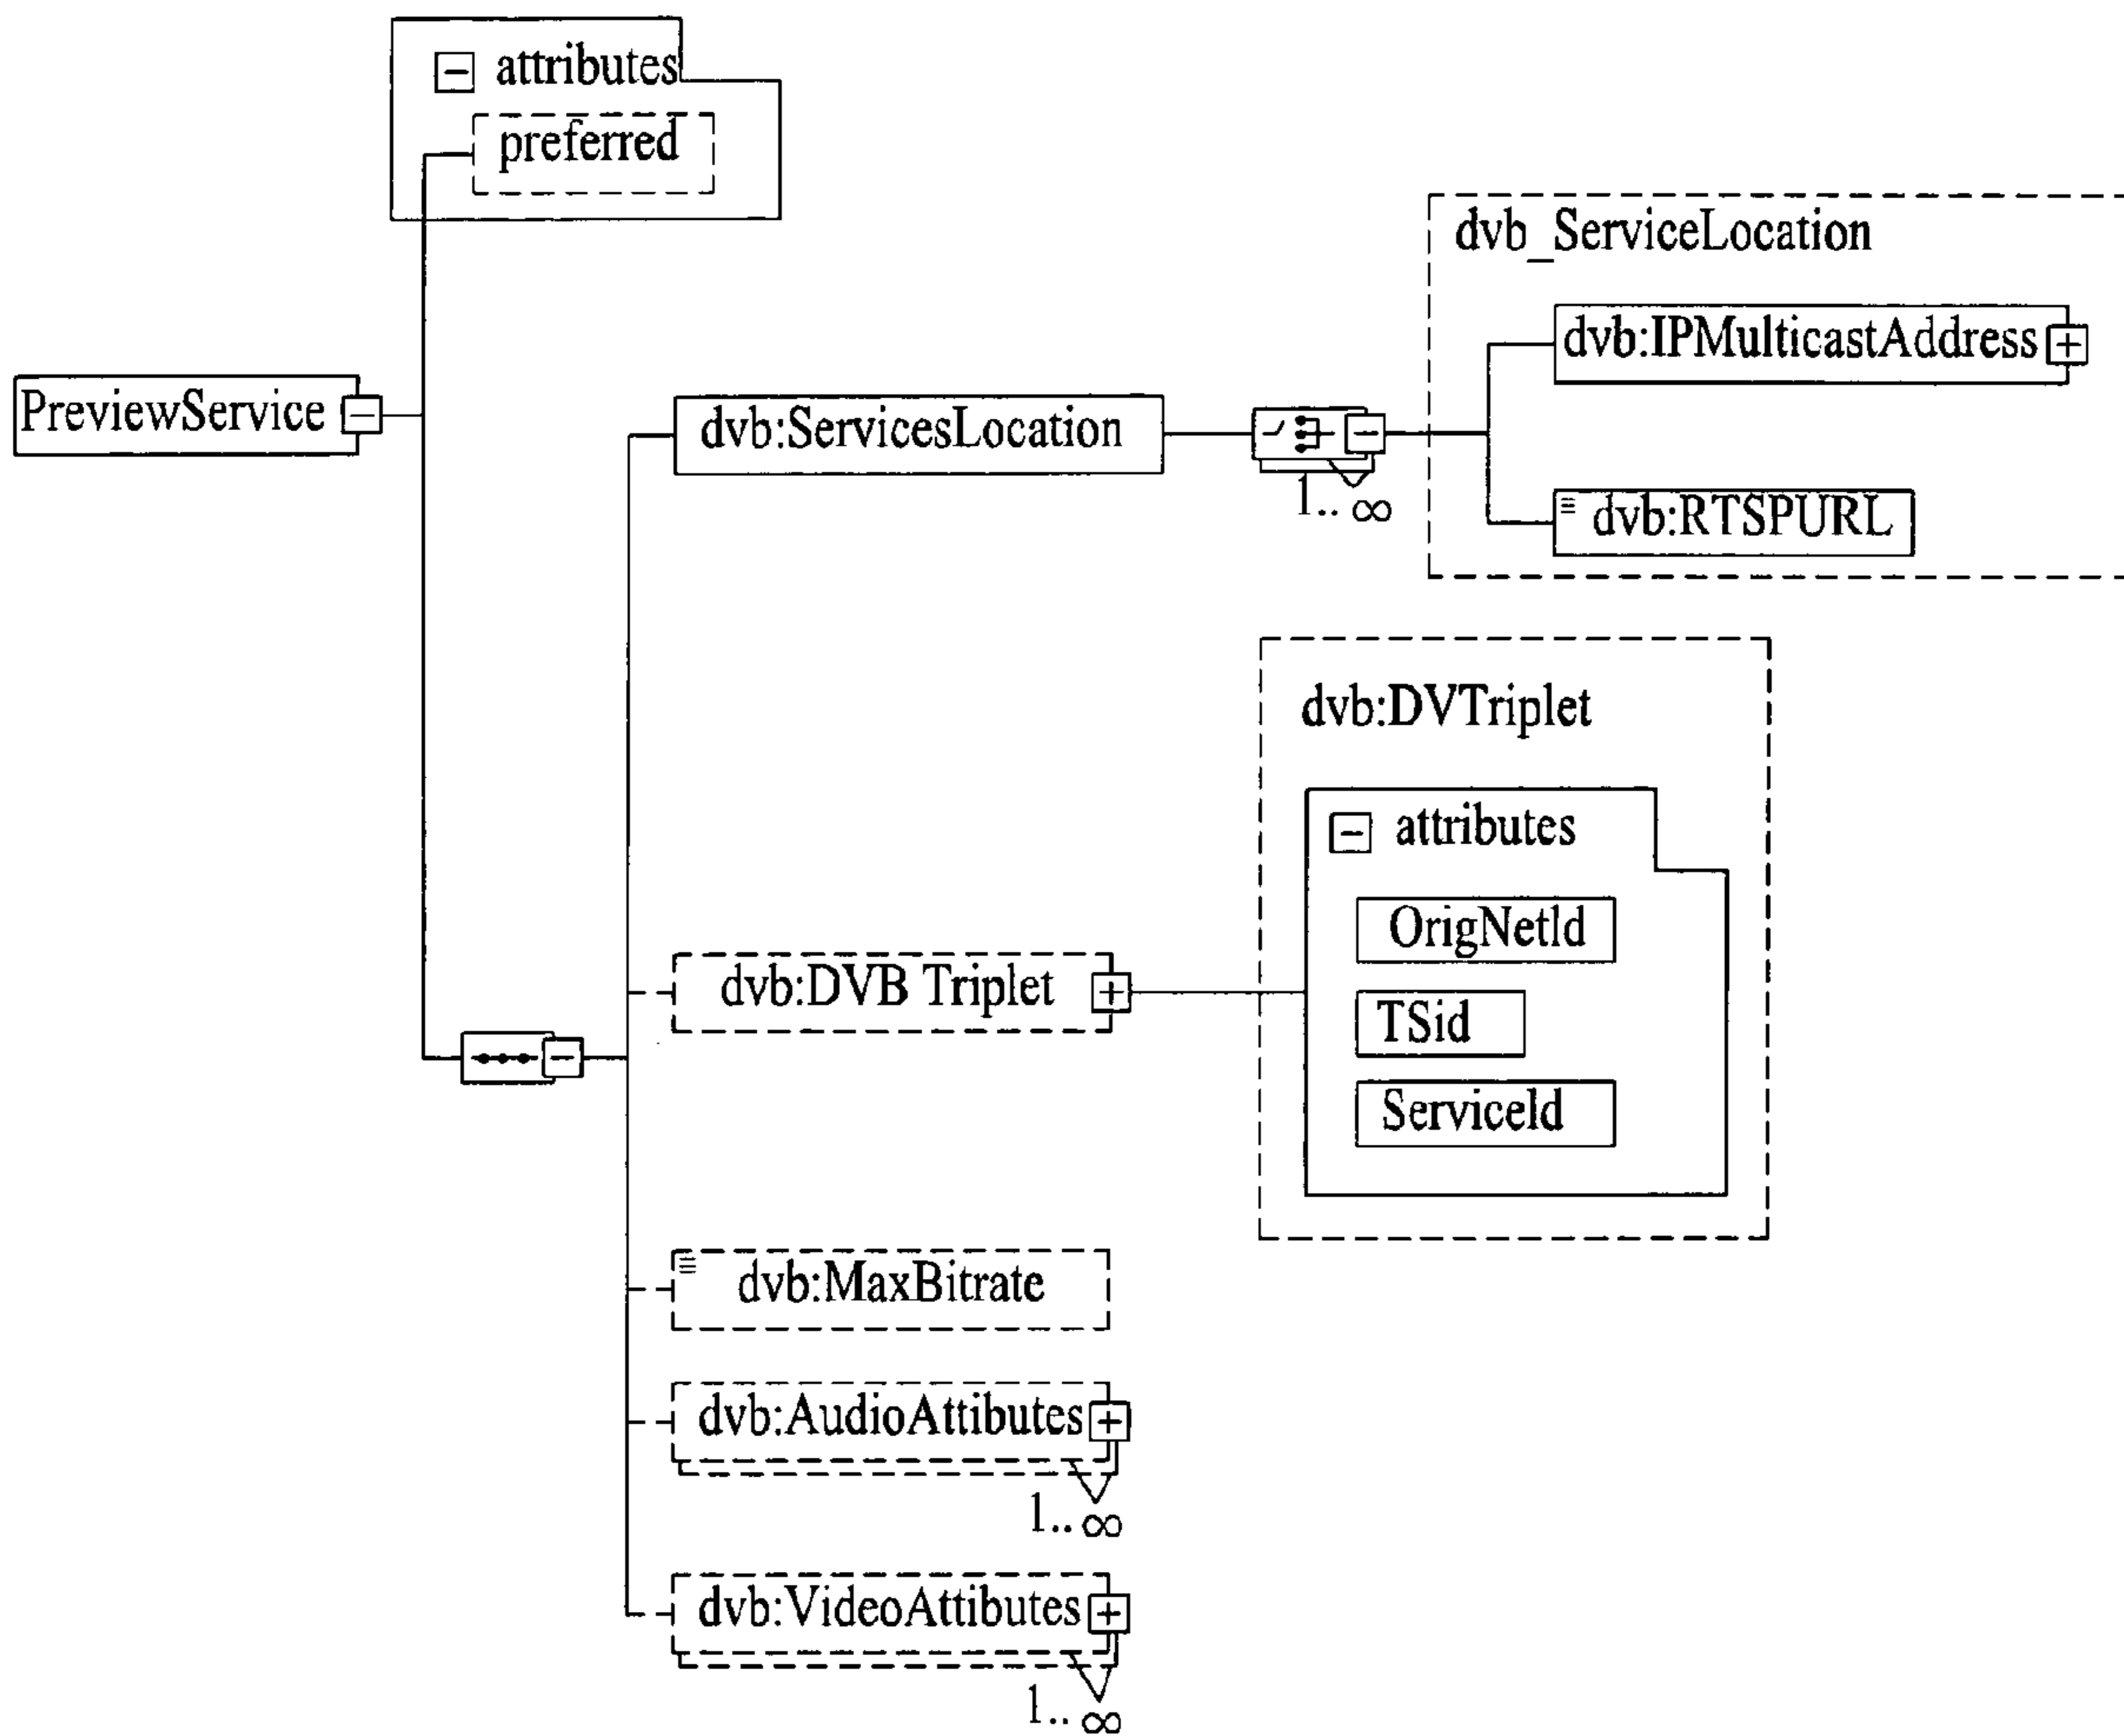 attributes
preferred
PreviewService
dvb:ServicesLocation
1.. ∞
dvb_ServiceLocation
dvb:IPMulticastAddress
dvb:RTSPURL
dvb:DVTriplet
attributes
OrigNetId
TSid
ServiceId
dvb:DVB Triplet
dvb:MaxBitrate
dvb:AudioAttibutes
1.. ∞
dvb:VideoAttibutes
1.. ∞